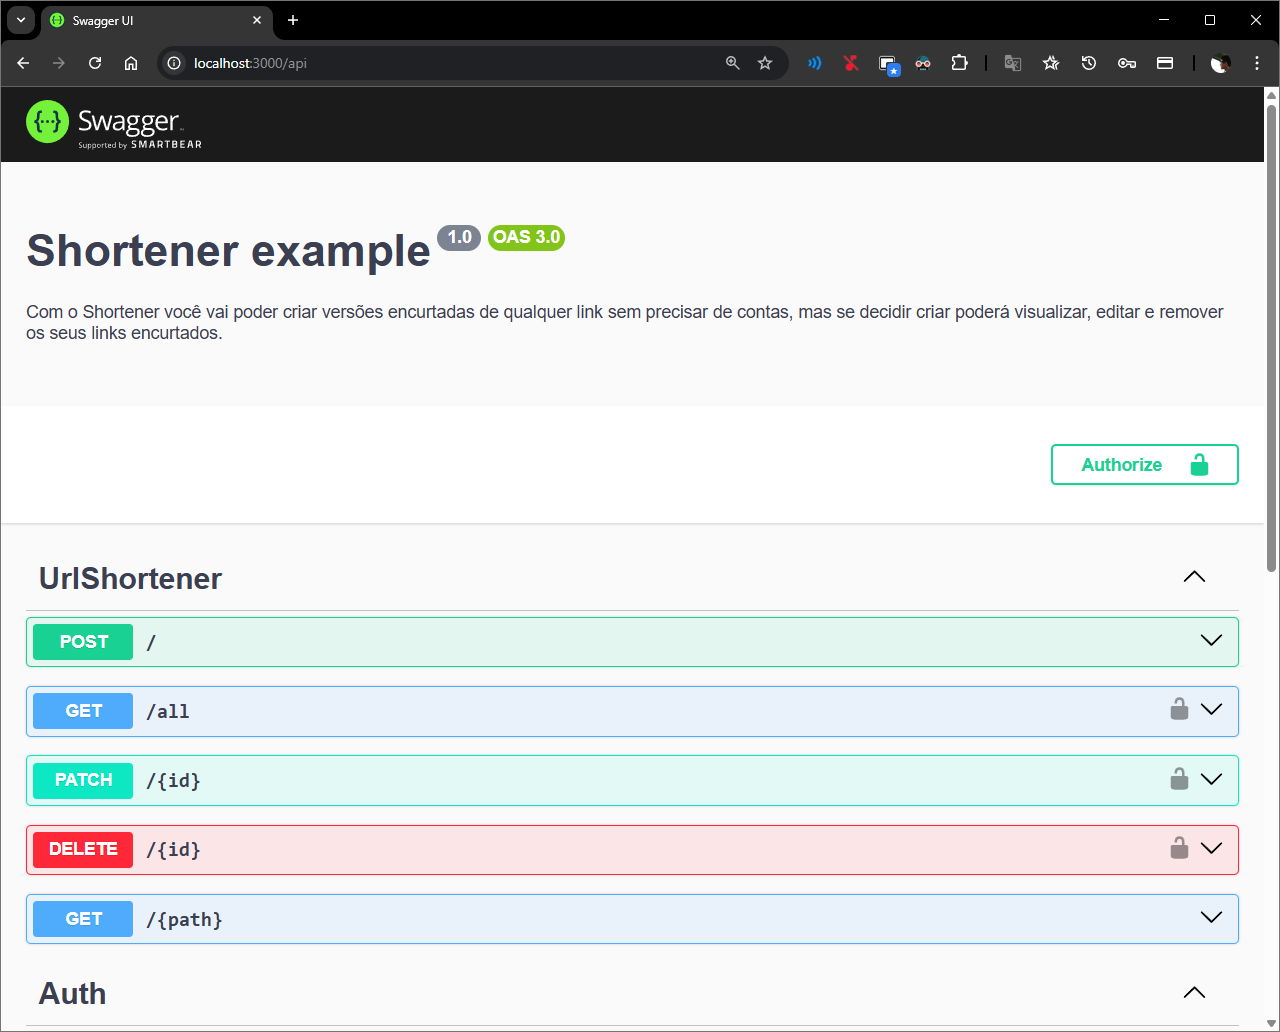 Swagger UI
localhost:3000/api
Swagger
Supported by SMARTBEAR
Shortener example 1.0 OAS 3.0
Com o Shortener você vai poder criar versões encurtadas de qualquer link sem precisar de contas, mas se decidir criar poderá visualizar, editar e remover
os seus links encurtados.
Authorize
UrlShortener
POST /
GET /all
PATCH /{id}
DELETE /{id}
GET /{path}
Auth